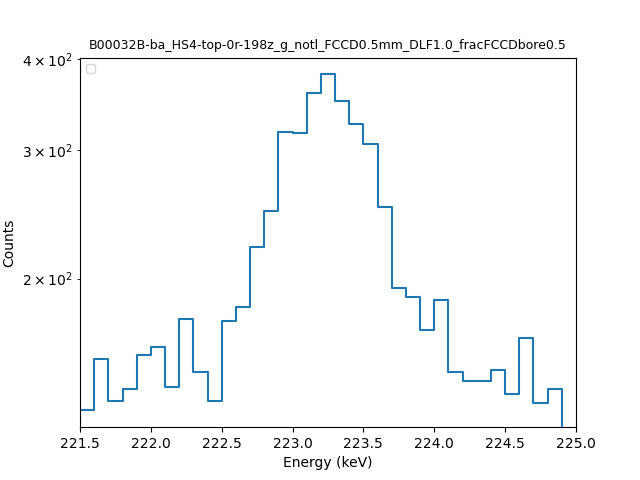 B00032B-ba_HS4-top-0r-198z_g_notl_FCCD0.5mm_DLF1.0_fracFCCDbore0.5
4 × 10²
3 × 10²
2 × 10²
Counts
221.5 222.0 222.5 223.0 223.5 224.0 224.5 225.0
Energy (keV)